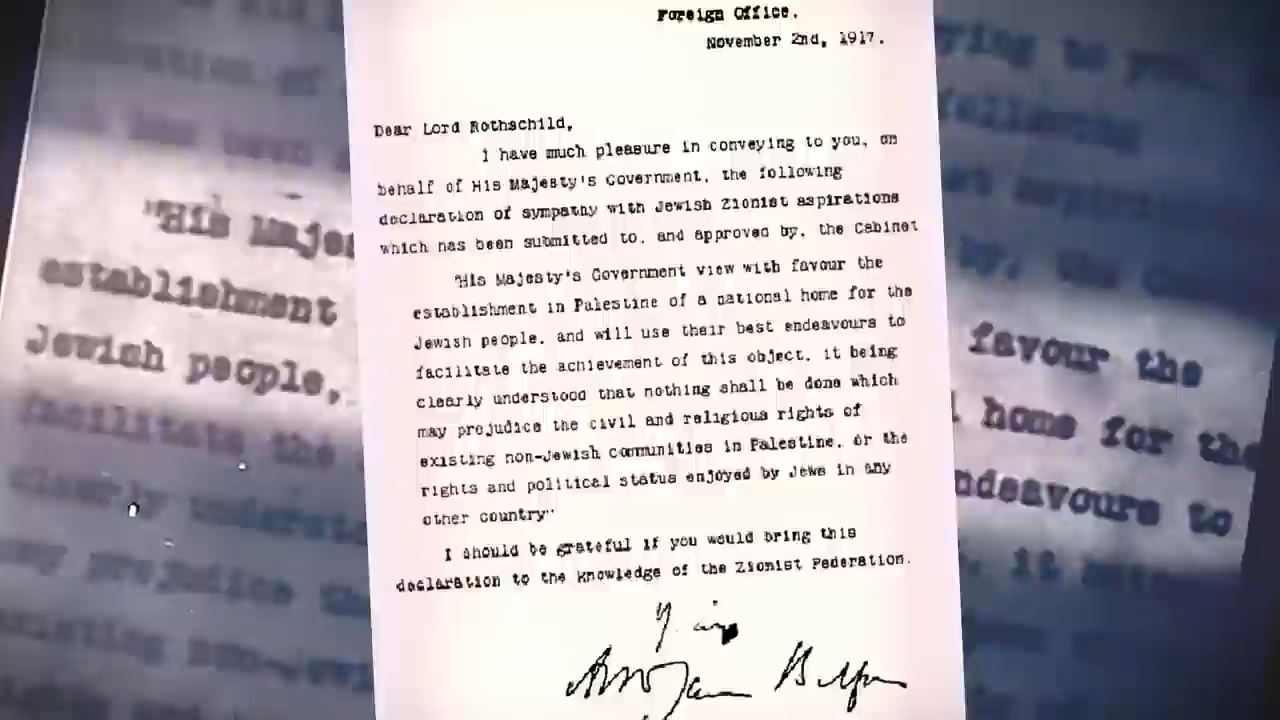 Foreign Office.
November 2nd, 1917.
Dear Lord Rothschild,
I have much pleasure in conveying to you, on
behalf of His Majesty's Government, the following
declaration of sympathy with Jewish Zionist aspirations
which has been submitted to, and approved by, the Cabinet
"His Majesty's Government view with favour the
establishment in Palestine of a national home for the
Jewish people, and will use their best endeavours to
facilitate the achievement of this object, it being
clearly understood that nothing shall be done which
may prejudice the civil and religious rights of
existing non-Jewish communities in Palestine, or the
rights and political status enjoyed by Jews in any
other country"
I should be grateful if you would bring this
declaration to the knowledge of the Zionist Federation.
"His Majes
establishment
Jewish people,
facilitate the
clearly understo
may prejudice the
favour the
home for the
ndeavours to